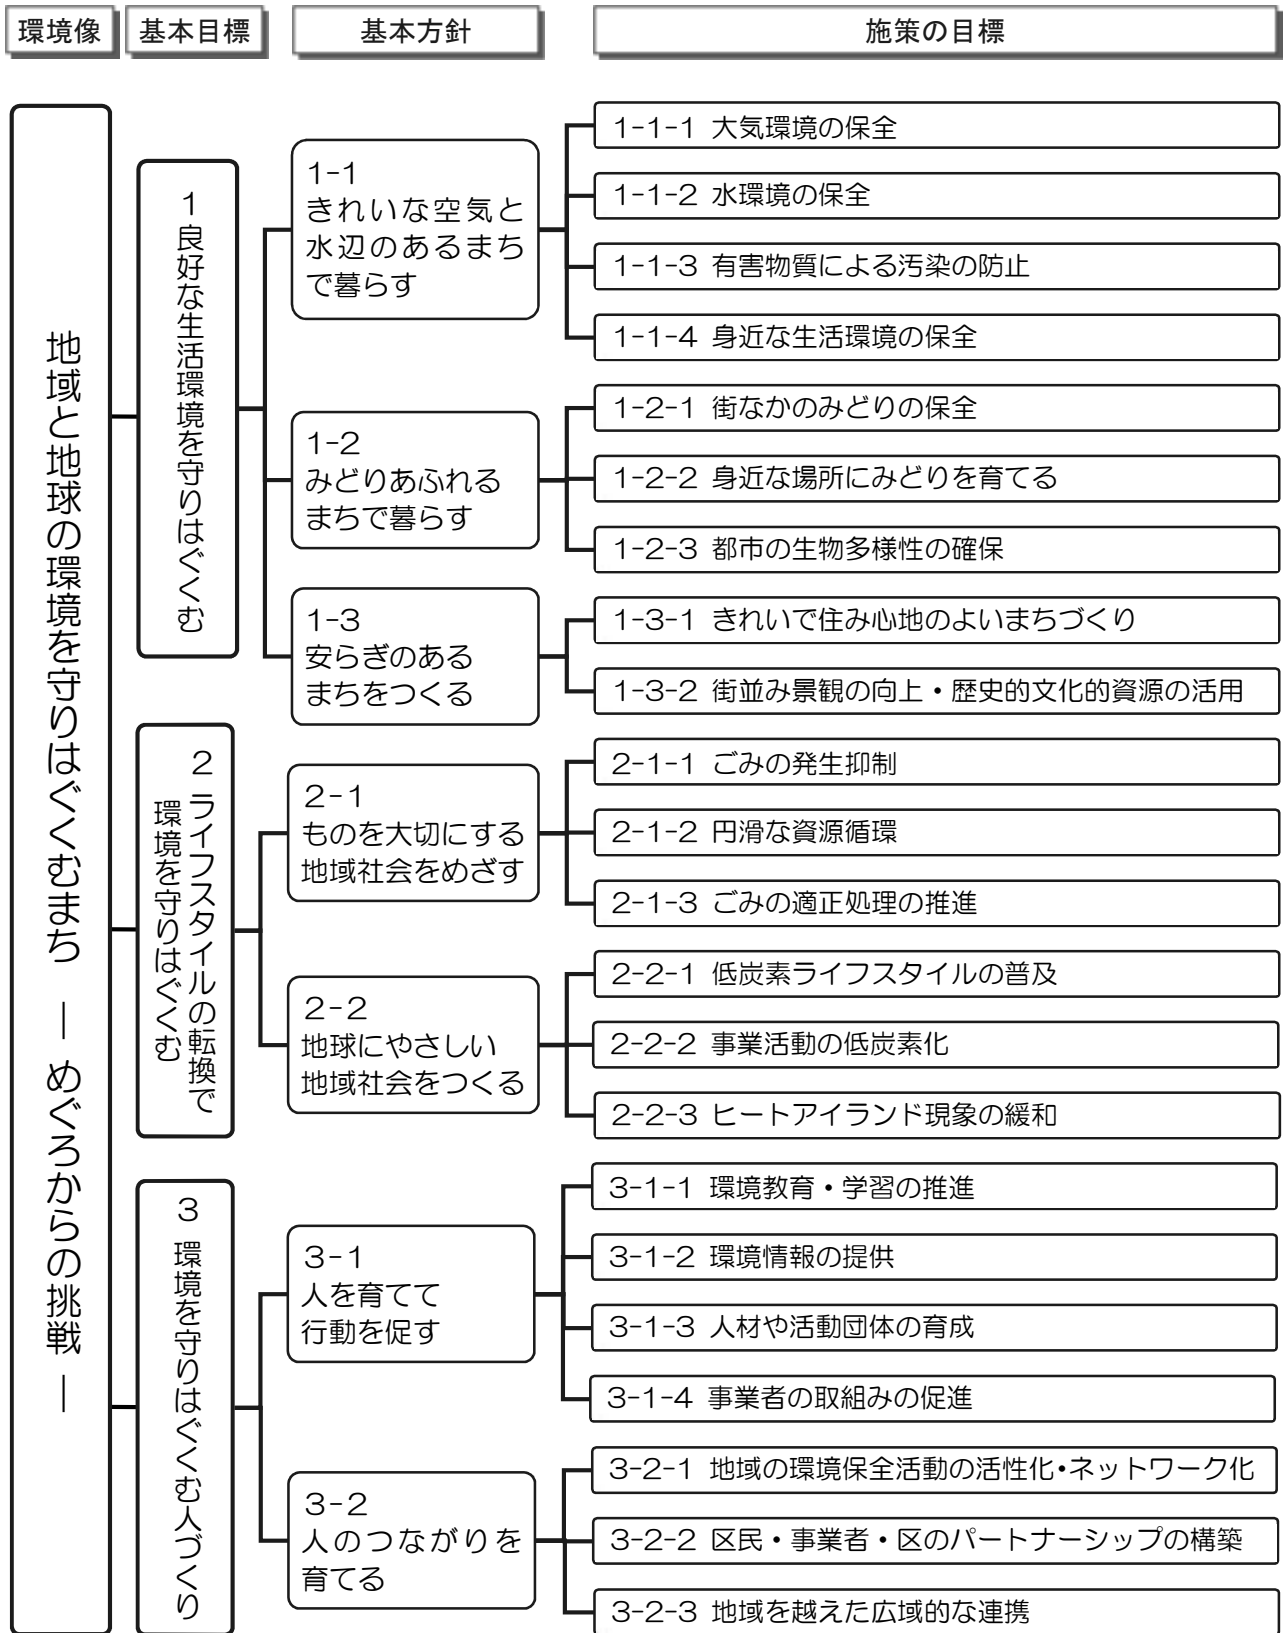 環境像
基本目標
基本方針
施策の目標
地域と地球の環境を守りはぐくむまち ― めぐろからの挑戦 ―
1 良好な生活環境を守りはぐくむ
1-1
きれいな空気と
水辺のあるまち
で暮らす
1-1-1 大気環境の保全
1-1-2 水環境の保全
1-1-3 有害物質による汚染の防止
1-1-4 身近な生活環境の保全
1-2
みどりあふれる
まちで暮らす
1-2-1 街なかのみどりの保全
1-2-2 身近な場所にみどりを育てる
1-2-3 都市の生物多様性の確保
1-3
安らぎのある
まちをつくる
1-3-1 きれいで住み心地のよいまちづくり
1-3-2 街並み景観の向上・歴史的文化的資源の活用
2 ライフスタイルの転換で
環境を守りはぐくむ
2-1
ものを大切にする
地域社会をめざす
2-1-1 ごみの発生抑制
2-1-2 円滑な資源循環
2-1-3 ごみの適正処理の推進
2-2
地球にやさしい
地域社会をつくる
2-2-1 低炭素ライフスタイルの普及
2-2-2 事業活動の低炭素化
2-2-3 ヒートアイランド現象の緩和
3 環境を守りはぐくむ人づくり
3-1
人を育てて
行動を促す
3-1-1 環境教育・学習の推進
3-1-2 環境情報の提供
3-1-3 人材や活動団体の育成
3-1-4 事業者の取組みの促進
3-2
人のつながりを
育てる
3-2-1 地域の環境保全活動の活性化・ネットワーク化
3-2-2 区民・事業者・区のパートナーシップの構築
3-2-3 地域を越えた広域的な連携